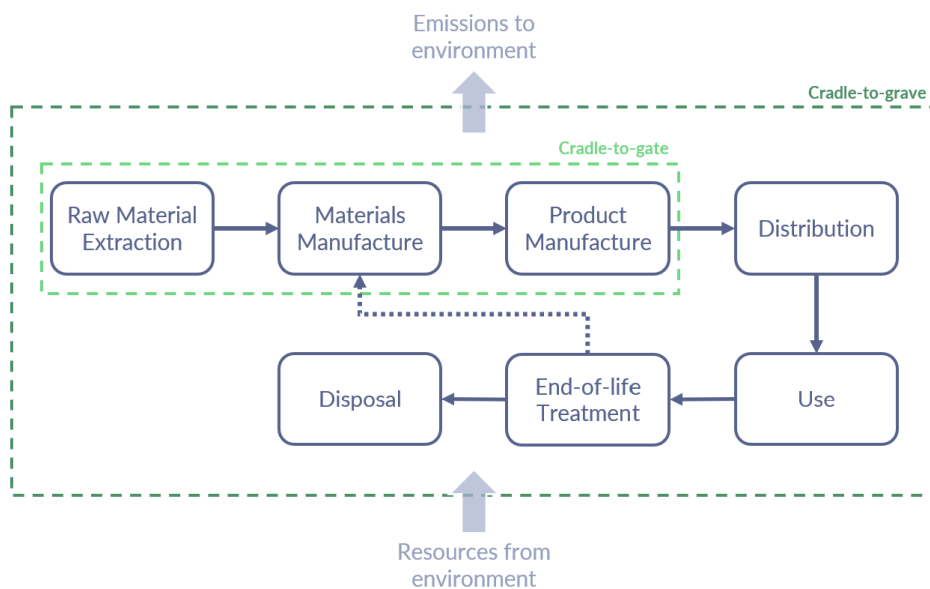 Emissions to
environment
Cradle-to-grave
Cradle-to-gate
Raw Material
Extraction
Materials
Manufacture
Product
Manufacture
Distribution
Disposal
End-of-life
Treatment
Use
Resources from
environment